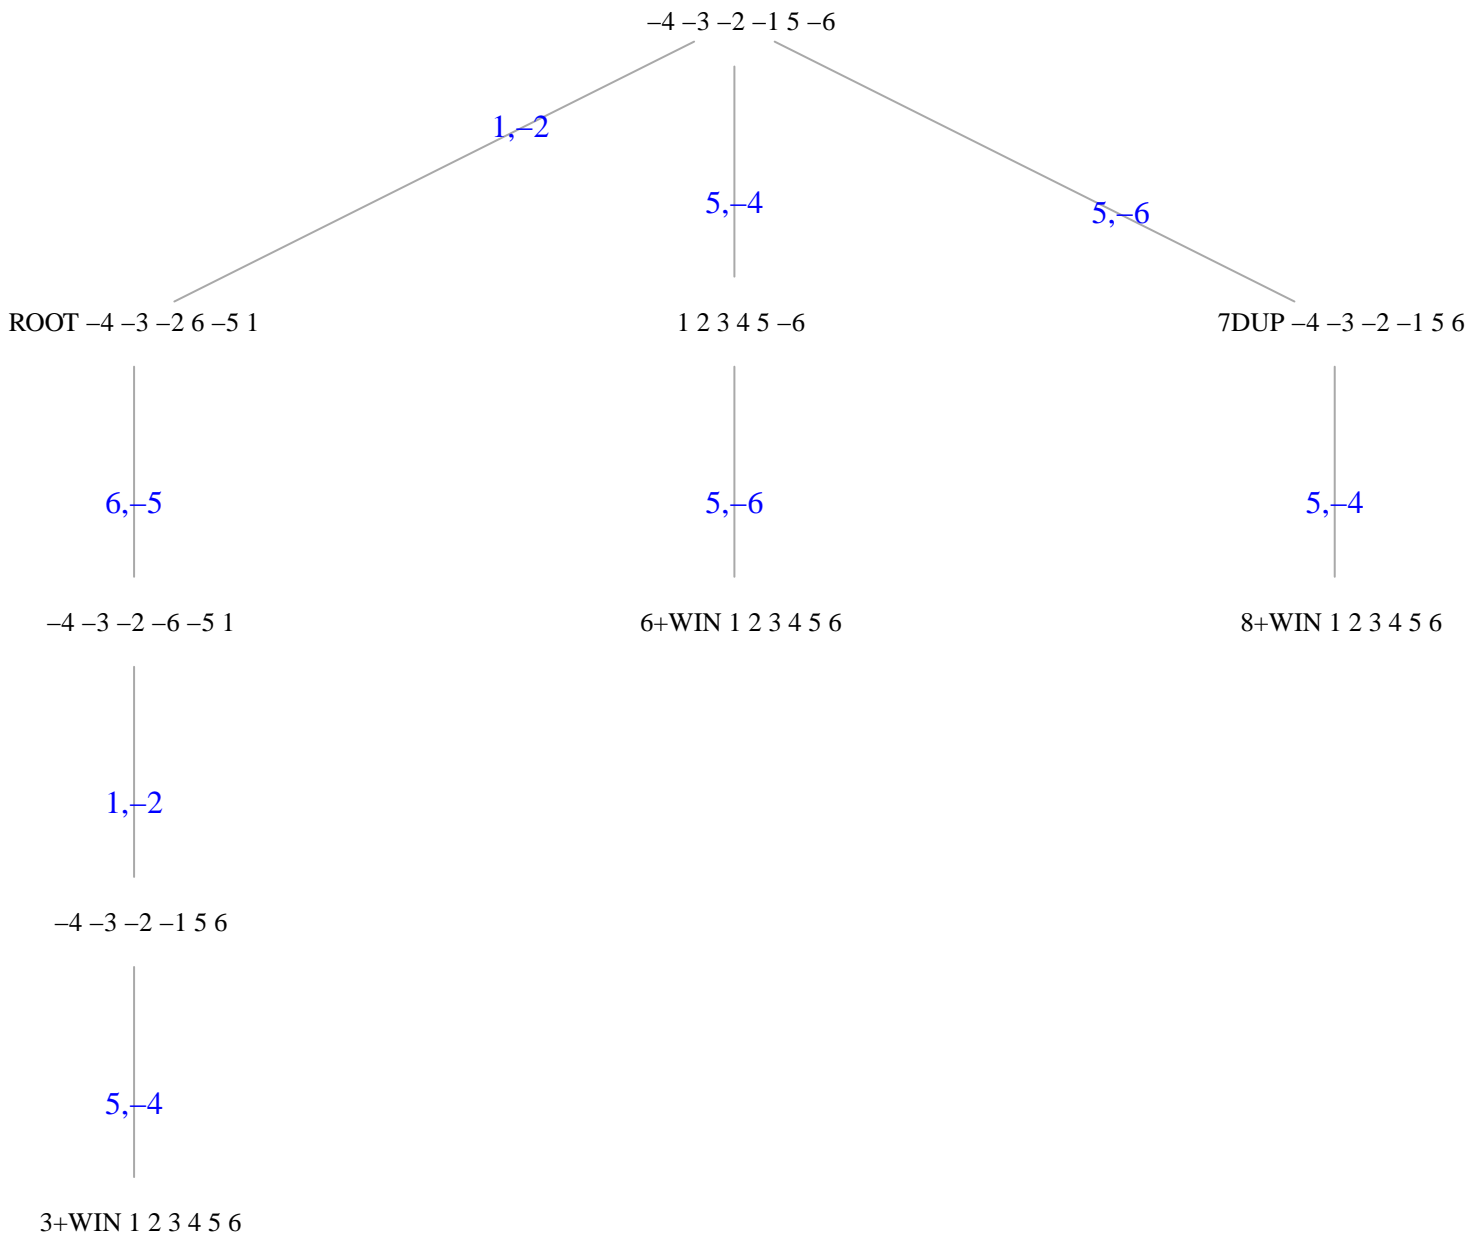 –4 –3 –2 –1 5 –6
1,–2
5,–4
5,–6
ROOT –4 –3 –2 6 –5 1
1 2 3 4 5 –6
7DUP –4 –3 –2 –1 5 6
6,–5
5,–6
5,–4
–4 –3 –2 –6 –5 1
6+WIN 1 2 3 4 5 6
8+WIN 1 2 3 4 5 6
1,–2
–4 –3 –2 –1 5 6
5,–4
3+WIN 1 2 3 4 5 6